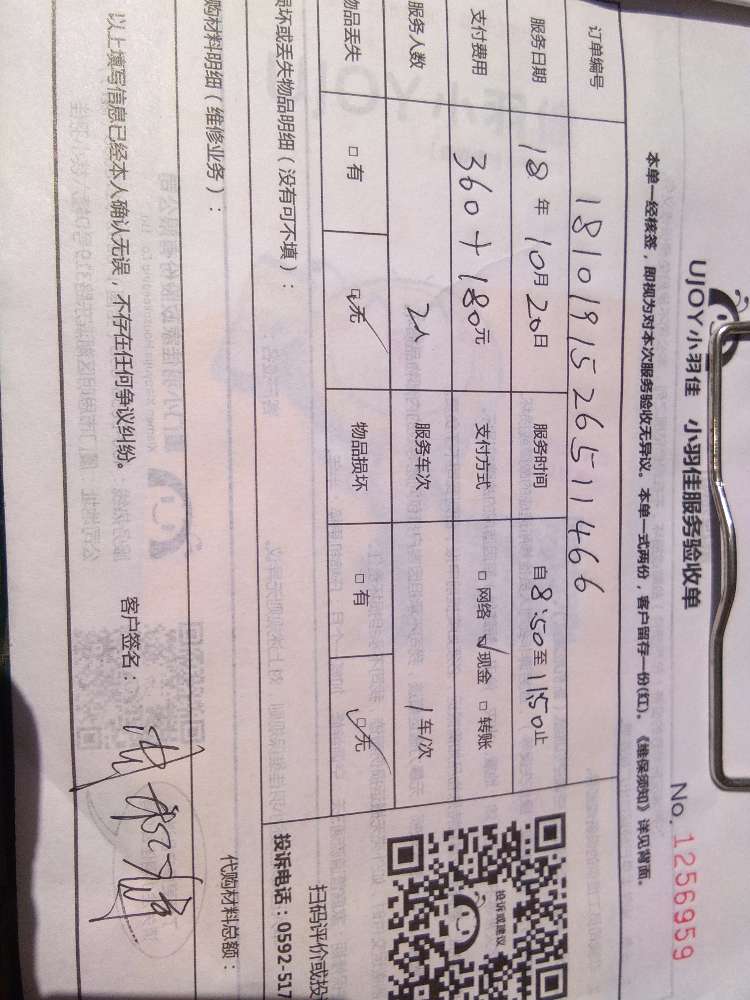 UJOY小羽佳 小羽佳服务验收单
No. 1256959
本单一经核签，即视为对本次服务验收无异议。本单一式两份，客户留存一份(红)。《维保须知》详见背面。
订单编号 1810191526511466
服务日期 18年10月20日 服务时间 自8:50至11:50止
支付费用 360+180元 支付方式 □网络 ☑现金 □转账
服务人数 2人 服务车次 1车/次
物品丢失 □有 ☑无 物品损坏 □有 ☑无
投诉或建议
扫码评价或投
坏或丢失物品明细（没有可不填）：
投诉电话：0592-517
购材料明细（维修业务）：
代购材料总额：
以上填写信息已经本人确认无误，不存在任何争议纠纷。 客户签名：